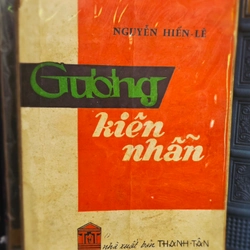 NGUYỄN HIẾN-LÊ
Gương
kiên
nhẫn
nhà xuất bản THANH-TÂN